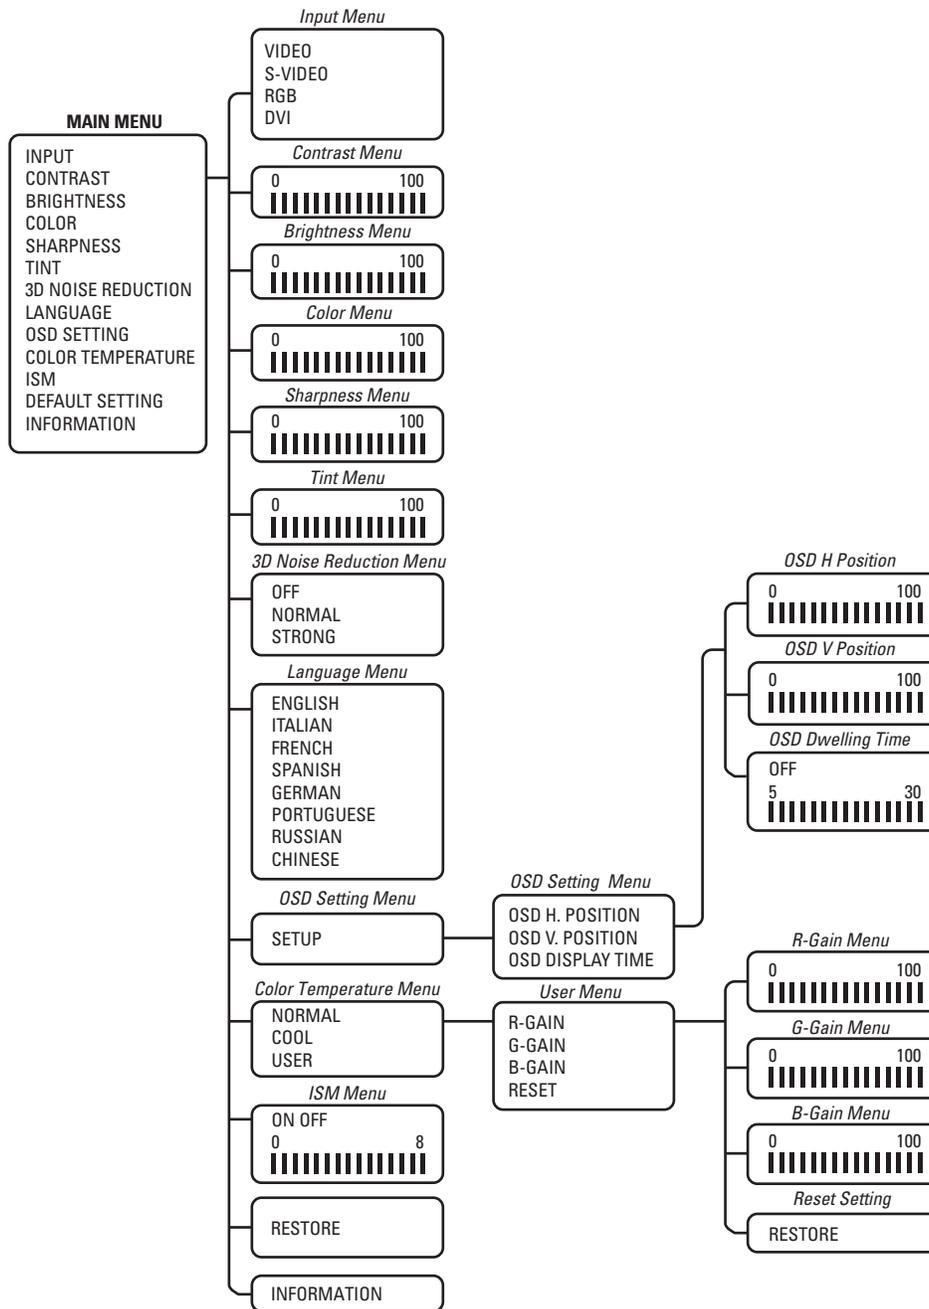 MAIN MENU
INPUT
CONTRAST
BRIGHTNESS
COLOR
SHARPNESS
TINT
3D NOISE REDUCTION
LANGUAGE
OSD SETTING
COLOR TEMPERATURE
ISM
DEFAULT SETTING
INFORMATION
Input Menu
VIDEO
S-VIDEO
RGB
DVI
Contrast Menu
0 100
Brightness Menu
0 100
Color Menu
0 100
Sharpness Menu
0 100
Tint Menu
0 100
3D Noise Reduction Menu
OFF
NORMAL
STRONG
Language Menu
ENGLISH
ITALIAN
FRENCH
SPANISH
GERMAN
PORTUGUESE
RUSSIAN
CHINESE
OSD Setting Menu
SETUP
Color Temperature Menu
NORMAL
COOL
USER
ISM Menu
ON OFF
0 8
RESTORE
INFORMATION
OSD Setting Menu
OSD H. POSITION
OSD V. POSITION
OSD DISPLAY TIME
User Menu
R-GAIN
G-GAIN
B-GAIN
RESET
OSD H Position
0 100
OSD V Position
0 100
OSD Dwelling Time
OFF
5 30
R-Gain Menu
0 100
G-Gain Menu
0 100
B-Gain Menu
0 100
Reset Setting
RESTORE